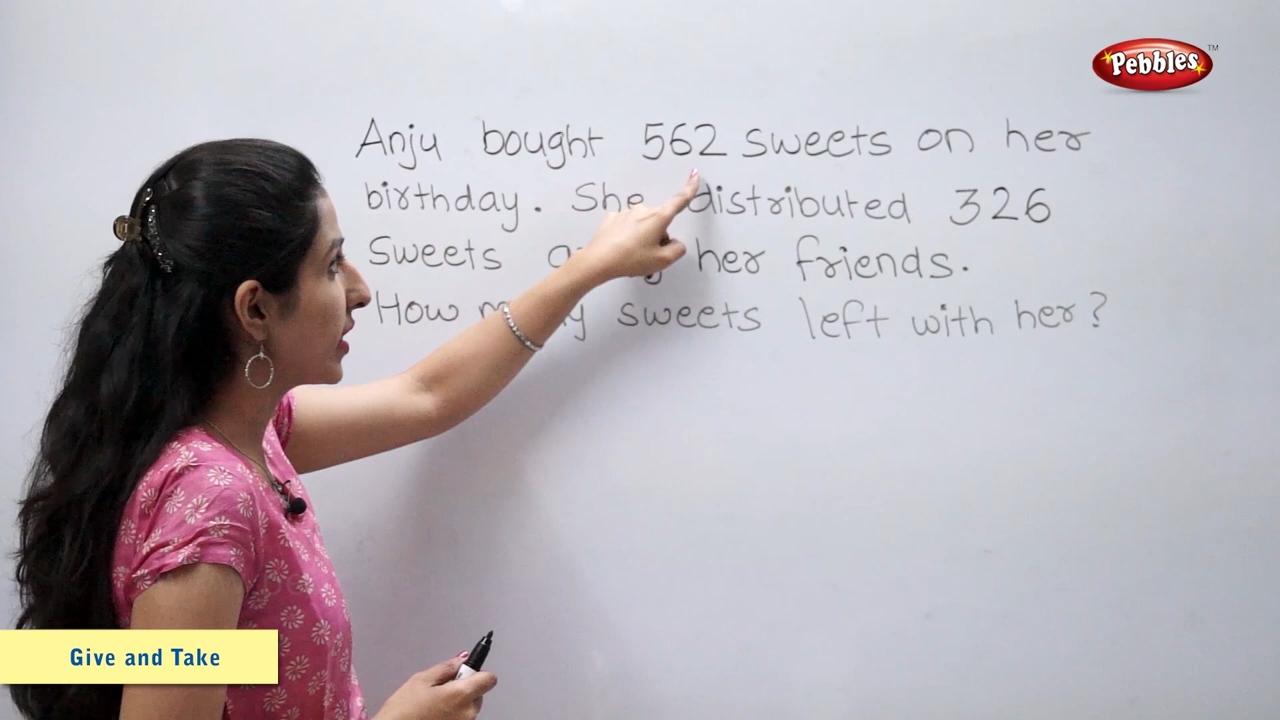 Pebbles TM
Anju bought 562 sweets on her
birthday. She distributed 326
sweets her friends.
How sweets left with her?
Give and Take